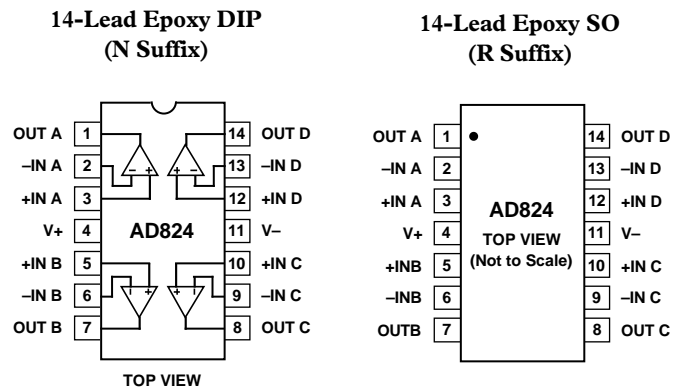 14-Lead Epoxy DIP
(N Suffix)
OUT A 1 14 OUT D
–IN A 2 13 –IN D
– + + –
+IN A 3 12 +IN D
V+ 4 AD824 11 V–
+IN B 5 10 +IN C
– + + –
–IN B 6 9 –IN C
OUT B 7 8 OUT C
TOP VIEW
14-Lead Epoxy SO
(R Suffix)
OUT A 1 14 OUT D
–IN A 2 13 –IN D
+IN A 3 12 +IN D
AD824
V+ 4 11 V–
TOP VIEW
+INB 5 (Not to Scale) 10 +IN C
–INB 6 9 –IN C
OUTB 7 8 OUT C